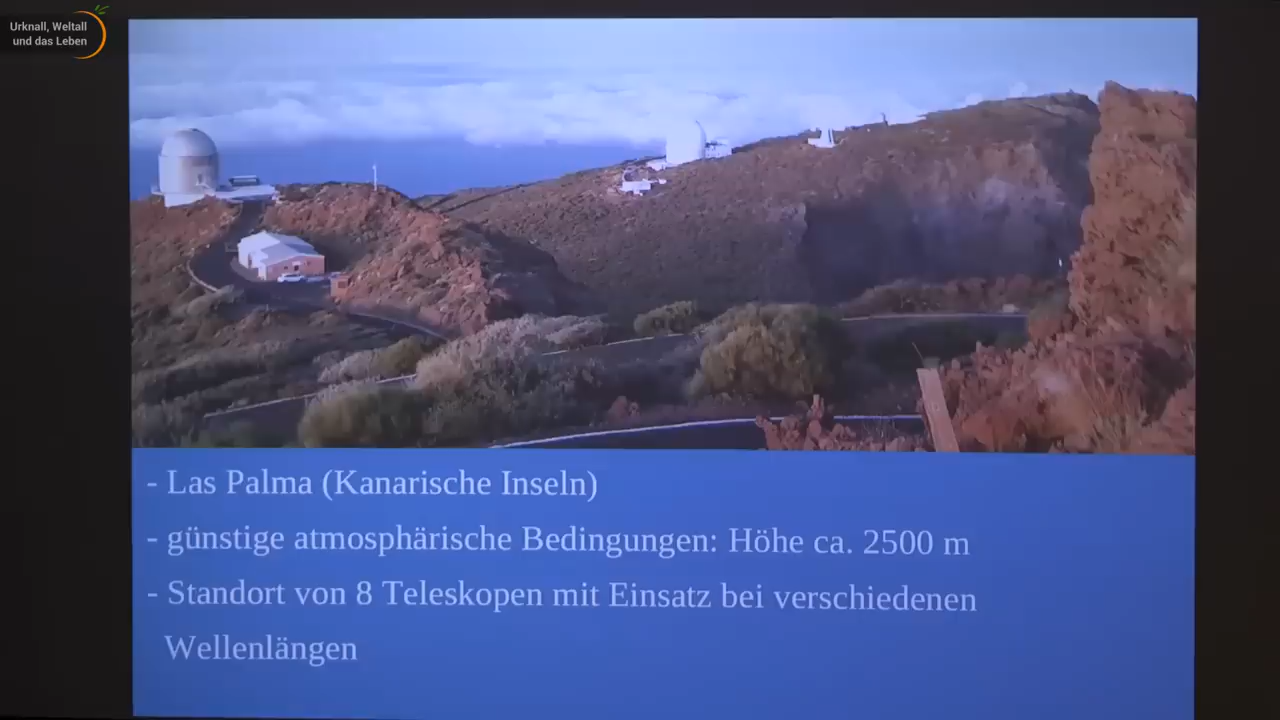 Urknall, Weltall
und das Leben
- Las Palma (Kanarische Inseln)
- günstige atmosphärische Bedingungen: Höhe ca. 2500 m
- Standort von 8 Teleskopen mit Einsatz bei verschiedenen
Wellenlängen